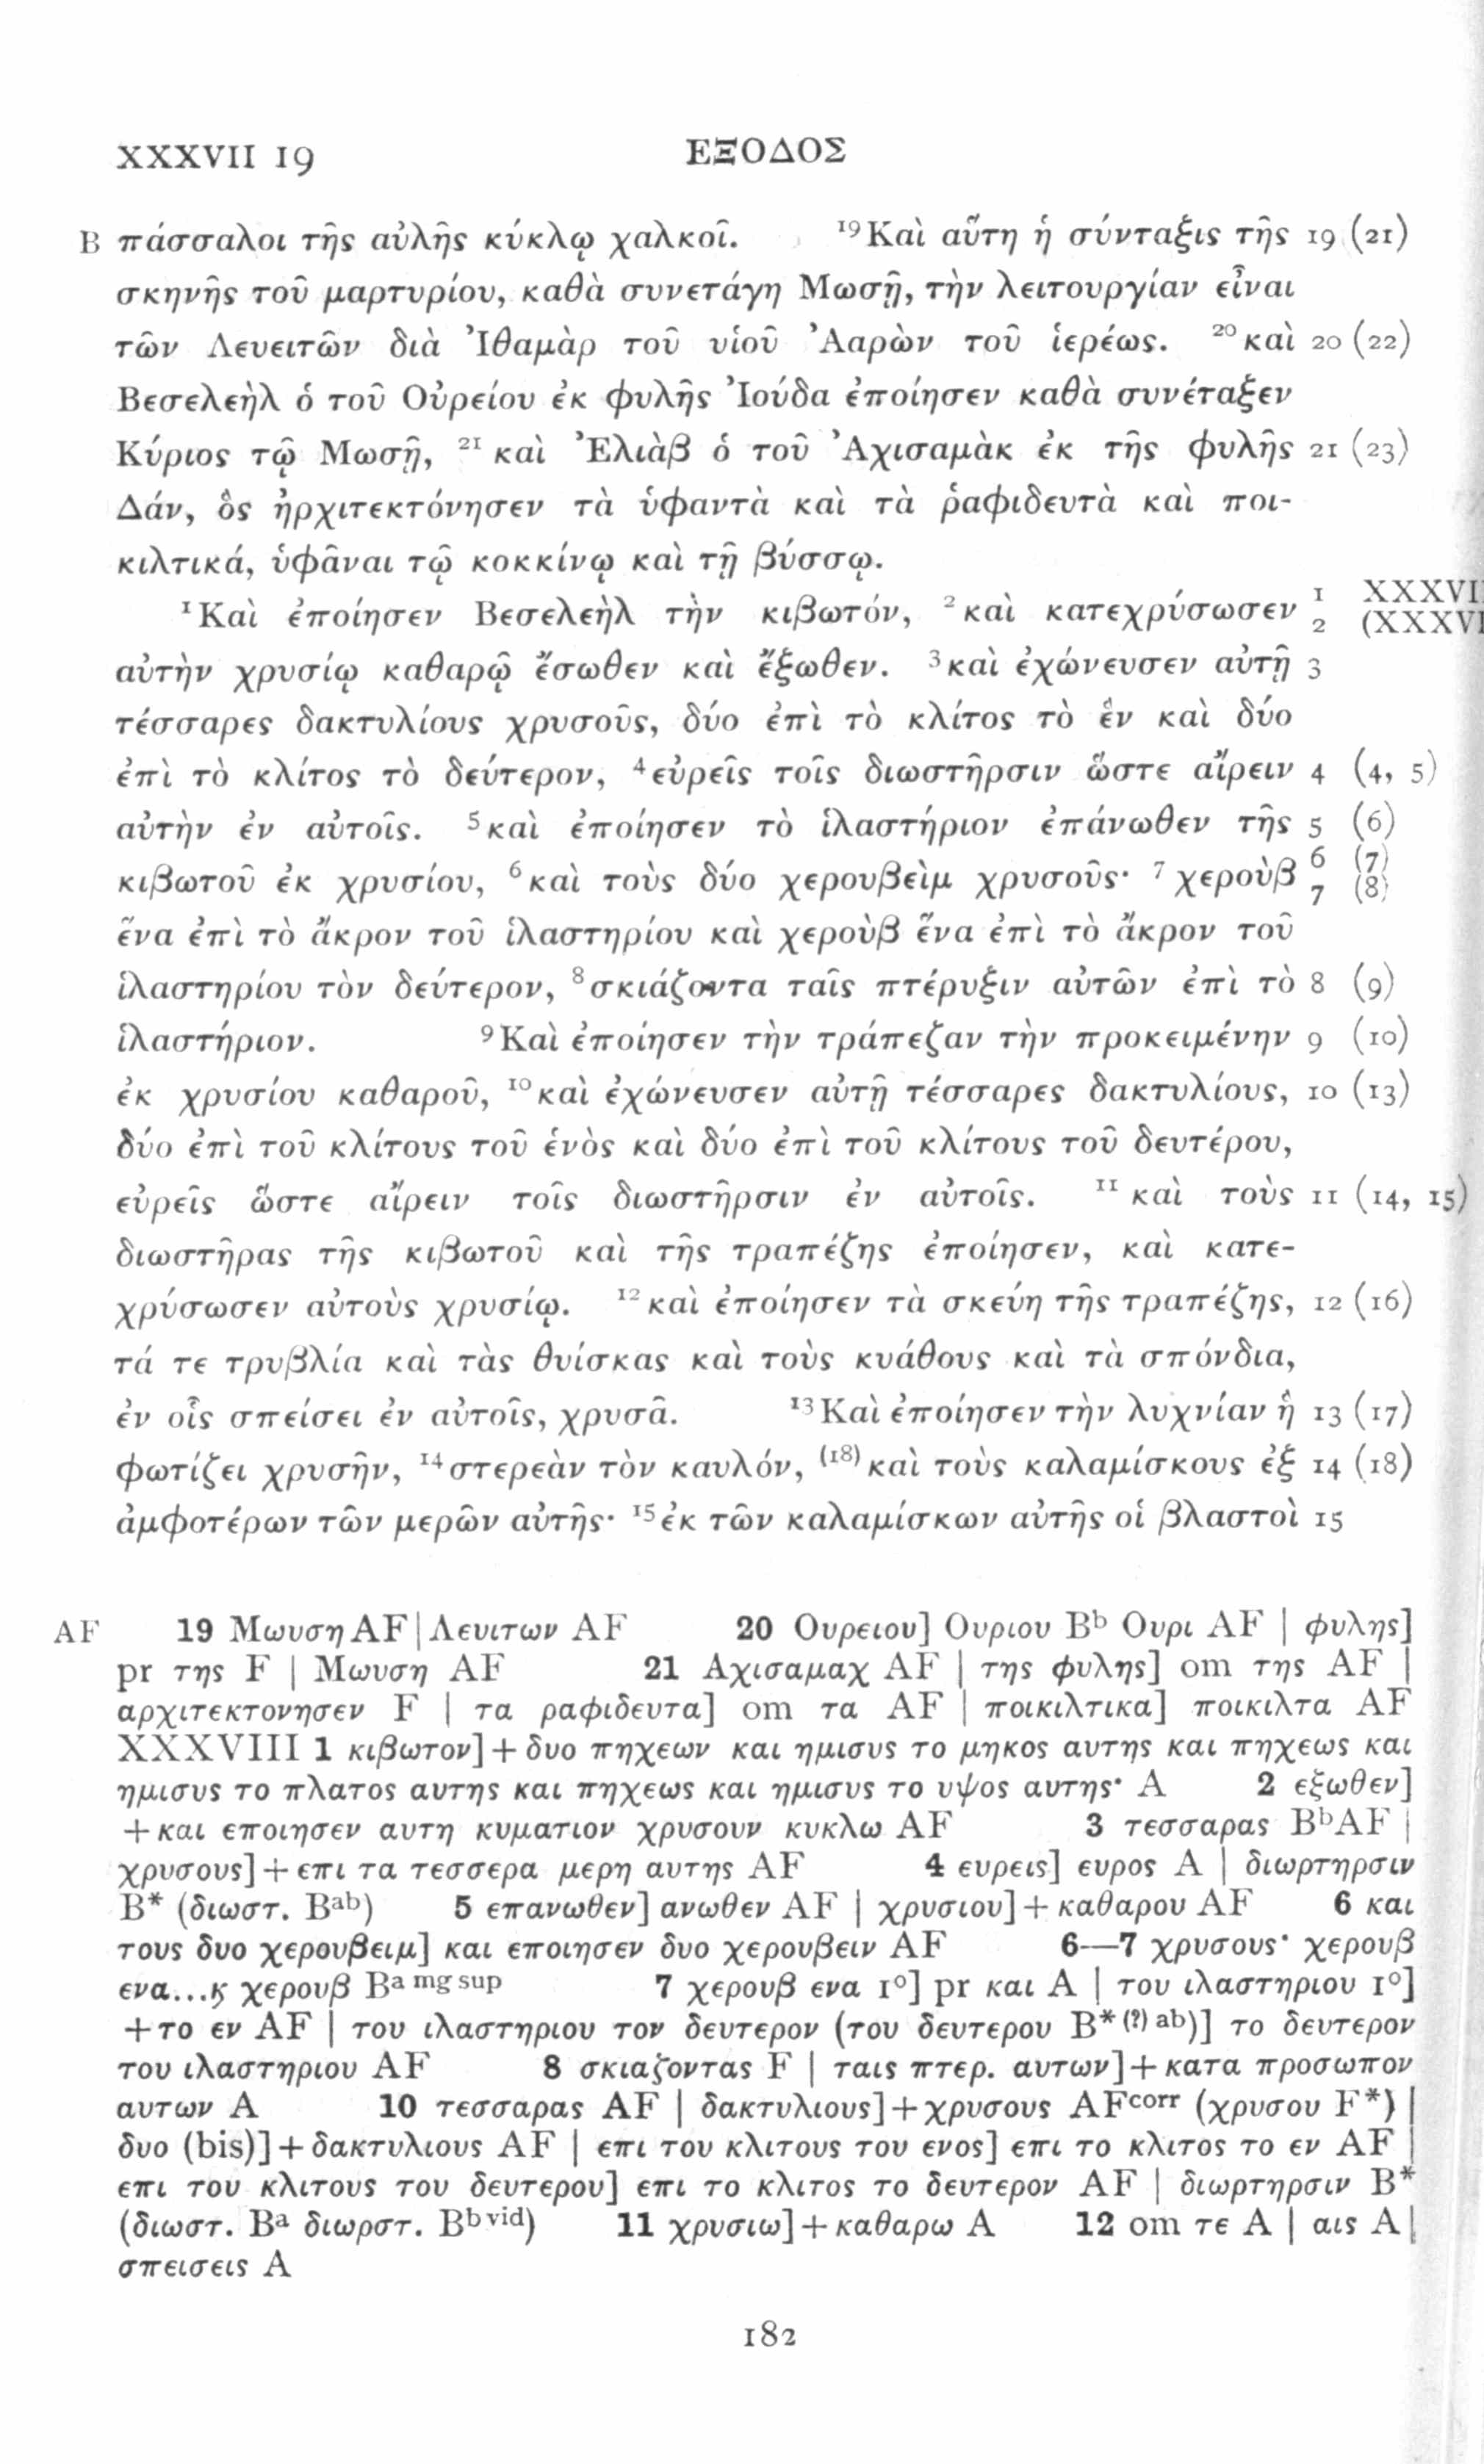 XXXVII 19 ΕΞΟΔΟΣ
B πάσσαλοι τῆς αὐλῆς κύκλῳ χαλκοῖ. ¹⁹Καὶ αὕτη ἡ σύνταξις τῆς 19 (21)
σκηνῆς τοῦ μαρτυρίου, καθὰ συνετάγη Μωσῇ, τὴν λειτουργίαν εἶναι
τῶν Λευειτῶν διὰ Ἰθαμὰρ τοῦ υἱοῦ Ἀαρὼν τοῦ ἱερέως. ²⁰καὶ 20 (22)
Βεσελεὴλ ὁ τοῦ Οὐρείου ἐκ φυλῆς Ἰούδα ἐποίησεν καθὰ συνέταξεν
Κύριος τῷ Μωσῇ, ²¹καὶ Ἐλιὰβ ὁ τοῦ Ἀχισαμὰκ ἐκ τῆς φυλῆς 21 (23)
Δάν, ὃς ἠρχιτεκτόνησεν τὰ ὑφαντὰ καὶ τὰ ῥαφιδευτὰ καὶ ποι-
κιλτικά, ὑφᾶναι τῷ κοκκίνῳ καὶ τῇ βύσσῳ.
¹Καὶ ἐποίησεν Βεσελεὴλ τὴν κιβωτόν, ²καὶ κατεχρύσωσεν 1 2 XXXVI (XXXVI
αὐτὴν χρυσίῳ καθαρῷ ἔσωθεν καὶ ἔξωθεν. ³καὶ ἐχώνευσεν αὐτῇ 3
τέσσαρες δακτυλίους χρυσοῦς, δύο ἐπὶ τὸ κλίτος τὸ ἓν καὶ δύο
ἐπὶ τὸ κλίτος τὸ δεύτερον, ⁴εὑρεῖς τοῖς διωστῆρσιν ὥστε αἴρειν 4 (4, 5)
αὐτὴν ἐν αὐτοῖς. ⁵καὶ ἐποίησεν τὸ ἱλαστήριον ἐπάνωθεν τῆς 5 (6)
κιβωτοῦ ἐκ χρυσίου, ⁶καὶ τοὺς δύο χερουβεὶμ χρυσοῦς· ⁷χεροὺβ 6 (7) 7 (8)
ἕνα ἐπὶ τὸ ἄκρον τοῦ ἱλαστηρίου καὶ χεροὺβ ἕνα ἐπὶ τὸ ἄκρον τοῦ
ἱλαστηρίου τὸν δεύτερον, ⁸σκιάζοντα ταῖς πτέρυξιν αὐτῶν ἐπὶ τὸ 8 (9)
ἱλαστήριον. ⁹Καὶ ἐποίησεν τὴν τράπεζαν τὴν προκειμένην 9 (10)
ἐκ χρυσίου καθαροῦ, ¹⁰καὶ ἐχώνευσεν αὐτῇ τέσσαρες δακτυλίους, 10 (13)
δύο ἐπὶ τοῦ κλίτους τοῦ ἑνὸς καὶ δύο ἐπὶ τοῦ κλίτους τοῦ δευτέρου,
εὑρεῖς ὥστε αἴρειν τοῖς διωστῆρσιν ἐν αὐτοῖς. ¹¹καὶ τοὺς 11 (14, 15)
διωστῆρας τῆς κιβωτοῦ καὶ τῆς τραπέζης ἐποίησεν, καὶ κατε-
χρύσωσεν αὐτοὺς χρυσίῳ. ¹²καὶ ἐποίησεν τὰ σκεύη τῆς τραπέζης, 12 (16)
τά τε τρυβλία καὶ τὰς θυίσκας καὶ τοὺς κυάθους καὶ τὰ σπόνδια,
ἐν οἷς σπείσει ἐν αὐτοῖς, χρυσᾶ. ¹³Καὶ ἐποίησεν τὴν λυχνίαν ἣ 13 (17)
φωτίζει χρυσῆν, ¹⁴στερεὰν τὸν καυλόν, ⁽¹⁸⁾καὶ τοὺς καλαμίσκους ἐξ 14 (18)
ἀμφοτέρων τῶν μερῶν αὐτῆς· ¹⁵ἐκ τῶν καλαμίσκων αὐτῆς οἱ βλαστοὶ 15
AF 19 Μωυση AF | Λευιτων AF 20 Ουρειου] Ουριου Bᵇ Ουρι AF | φυλης]
pr της F | Μωυση AF 21 Αχισαμαχ AF | της φυλης] om της AF |
αρχιτεκτονησεν F | τα ραφιδευτα] om τα AF | ποικιλτικα] ποικιλτα AF
XXXVIII 1 κιβωτον] + δυο πηχεων και ημισυς το μηκος αυτης και πηχεως και
ημισυς το πλατος αυτης και πηχεως και ημισυς το υψος αυτης· A 2 εξωθεν]
+ και εποιησεν αυτη κυματιον χρυσουν κυκλω AF 3 τεσσαρας BᵇAF |
χρυσους] + επι τα τεσσερα μερη αυτης AF 4 ευρεις] ευρος A | διωρτηρσιν
B* (διωστ. Bᵃᵇ) 5 επανωθεν] ανωθεν AF | χρυσιου] + καθαρου AF 6 και
τους δυο χερουβειμ] και εποιησεν δυο χερουβειν AF 6—7 χρυσους· χερουβ
ενα...ϗ χερουβ Bᵃ ᵐᵍ ˢᵘᵖ 7 χερουβ ενα 1º] pr και A | του ιλαστηριου 1º]
+ το εν AF | του ιλαστηριου τον δευτερον (του δευτερου B* ⁽?⁾ ᵃᵇ)] το δευτερον
του ιλαστηριου AF 8 σκιαζοντας F | ταις πτερ. αυτων] + κατα προσωπον
αυτων A 10 τεσσαρας AF | δακτυλιους] + χρυσους AFᶜᵒʳʳ (χρυσου F*) |
δυο (bis)] + δακτυλιους AF | επι του κλιτους του ενος] επι το κλιτος το εν AF |
επι του κλιτους του δευτερου] επι το κλιτος το δευτερον AF | διωρτηρσιν B*
(διωστ. Bᵃ διωρστ. Bᵇ ᵛⁱᵈ) 11 χρυσιω] + καθαρω A 12 om τε A | αις A |
σπεισεις A
182